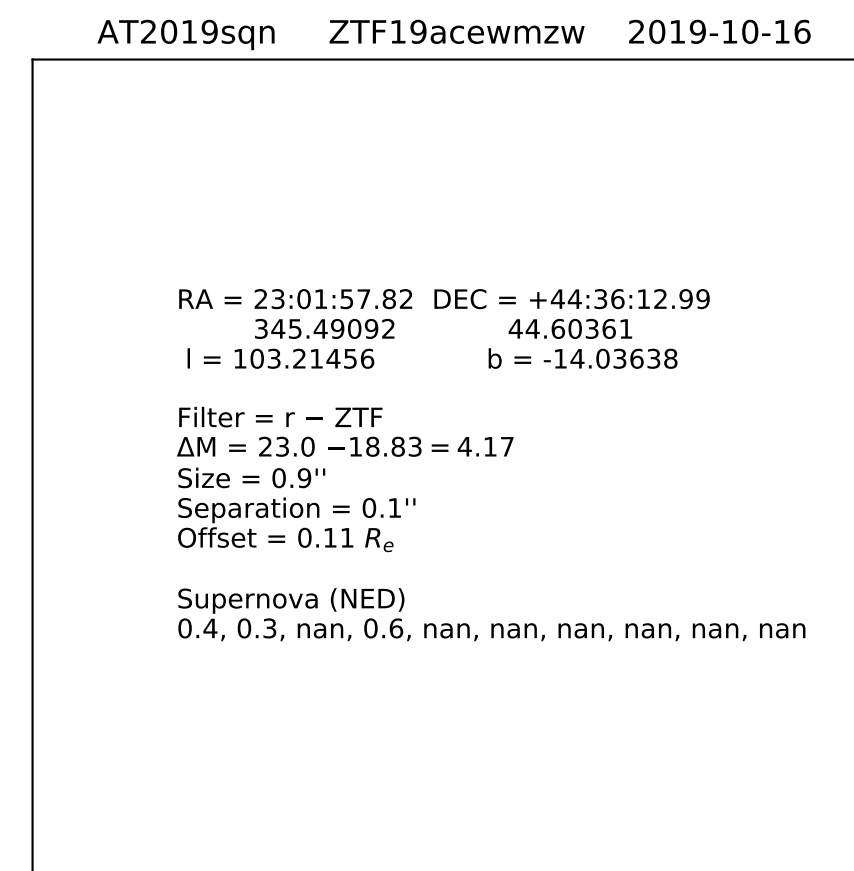 AT2019sqn ZTF19acewmzw 2019-10-16
RA = 23:01:57.82 DEC = +44:36:12.99
345.49092 44.60361
l = 103.21456 b = -14.03638
Filter = r − ZTF
ΔM = 23.0 −18.83 = 4.17
Size = 0.9''
Separation = 0.1''
Offset = 0.11 Rₑ
Supernova (NED)
0.4, 0.3, nan, 0.6, nan, nan, nan, nan, nan, nan